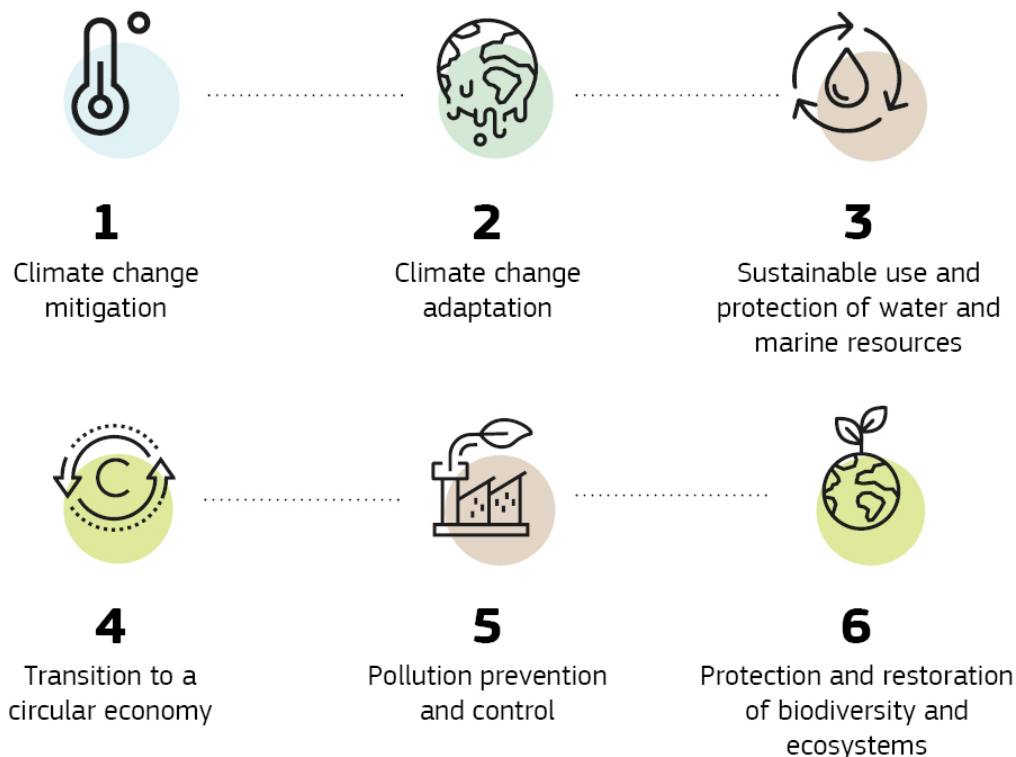 1
Climate change
mitigation
2
Climate change
adaptation
3
Sustainable use and
protection of water and
marine resources
C
4
Transition to a
circular economy
5
Pollution prevention
and control
6
Protection and restoration
of biodiversity and
ecosystems